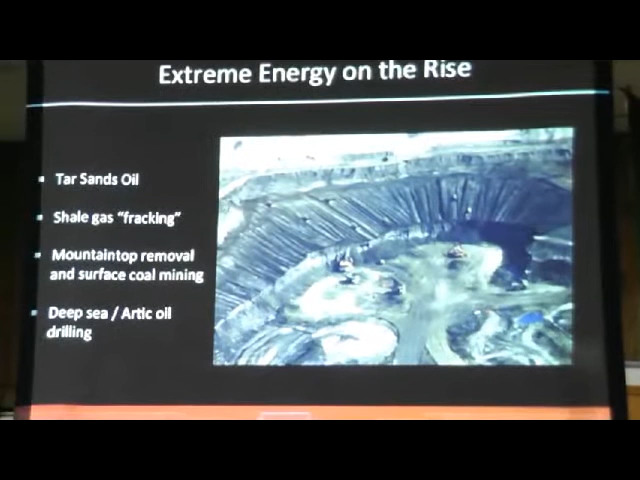 Extreme Energy on the Rise
Tar Sands Oil
Shale gas “fracking”
Mountaintop removal
and surface coal mining
Deep sea / Artic oil
drilling